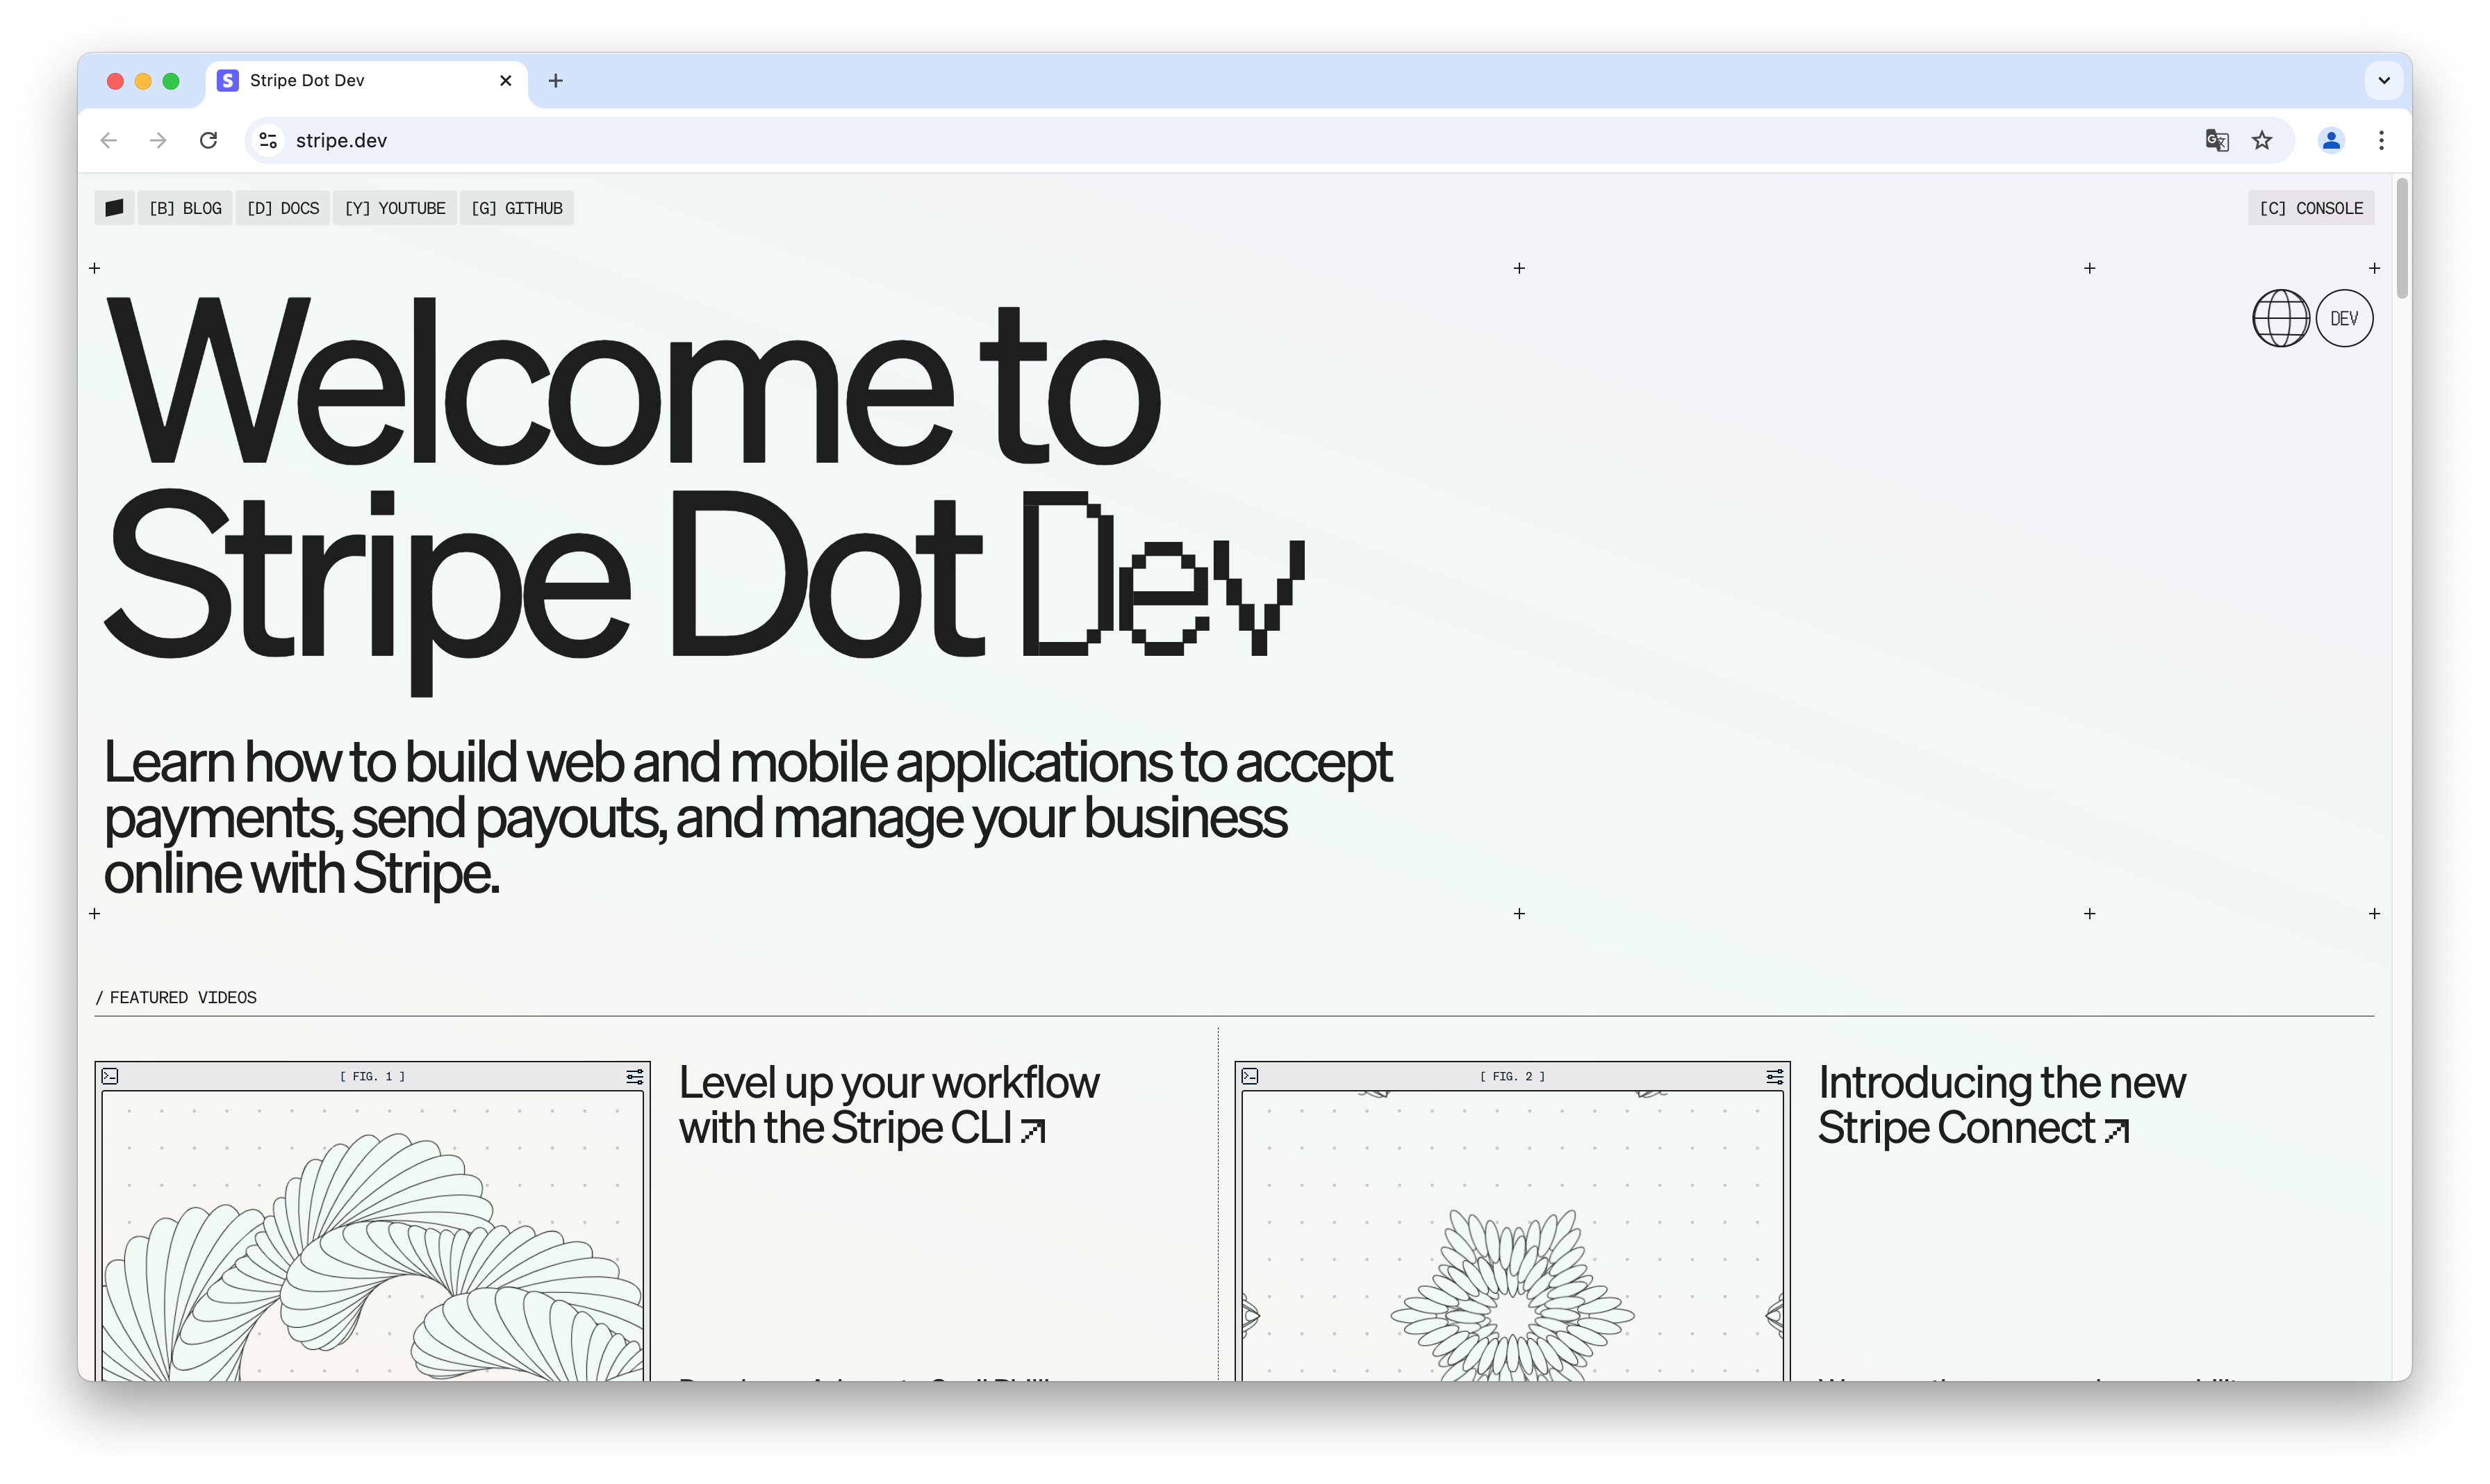 Stripe Dot Dev
stripe.dev
[B] BLOG [D] DOCS [Y] YOUTUBE [G] GITHUB
[C] CONSOLE
Welcome to
Stripe Dot Dev
DEV
Learn how to build web and mobile applications to accept
payments, send payouts, and manage your business
online with Stripe.
/ FEATURED VIDEOS
[ FIG. 1 ]
Level up your workflow
with the Stripe CLI
[ FIG. 2 ]
Introducing the new
Stripe Connect